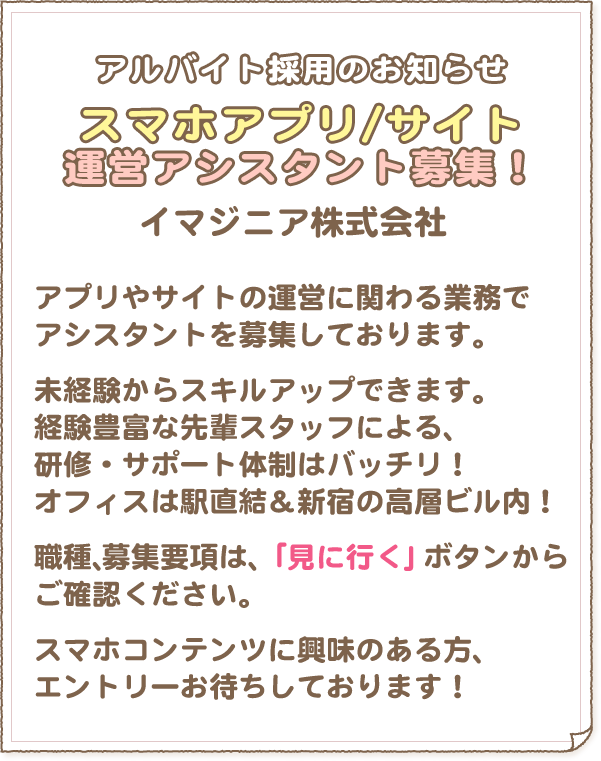 アルバイト採用のお知らせ
スマホアプリ/サイト
運営アシスタント募集！
イマジニア株式会社
アプリやサイトの運営に関わる業務で
アシスタントを募集しております。
未経験からスキルアップできます。
経験豊富な先輩スタッフによる、
研修・サポート体制はバッチリ！
オフィスは駅直結＆新宿の高層ビル内！
職種、募集要項は、「見に行く」ボタンから
ご確認ください。
スマホコンテンツに興味のある方、
エントリーお待ちしております！